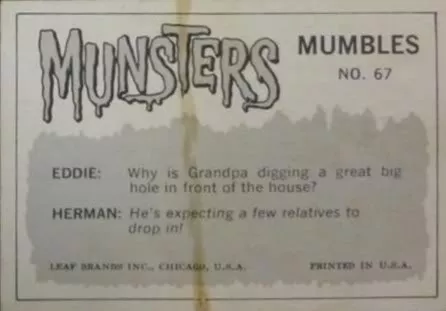 MUNSTERS MUMBLES
NO. 67
EDDIE: Why is Grandpa digging a great big
hole in front of the house?
HERMAN: He's expecting a few relatives to
drop in!
LEAF BRANDS INC., CHICAGO, U.S.A. PRINTED IN U.S.A.